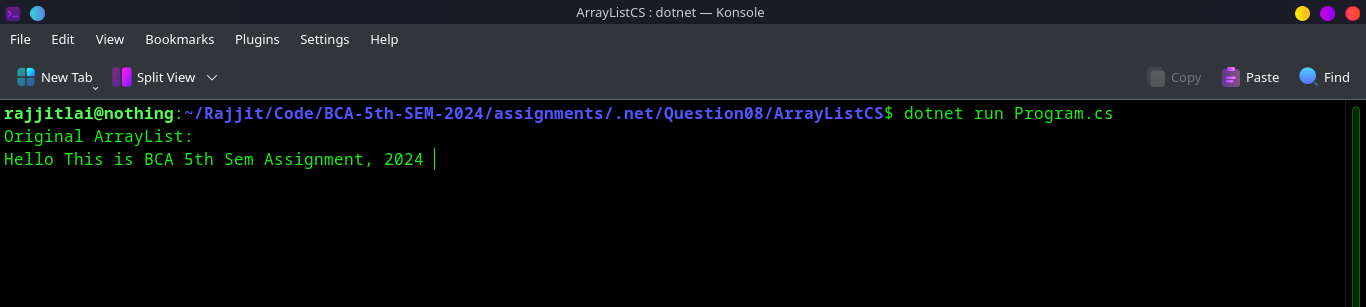 ArrayListCS : dotnet — Konsole
File Edit View Bookmarks Plugins Settings Help
New Tab Split View Copy Paste Find
rajjitlai@nothing:~/Rajjit/Code/BCA-5th-SEM-2024/assignments/.net/Question08/ArrayListCS$ dotnet run Program.cs
Original ArrayList:
Hello This is BCA 5th Sem Assignment, 2024